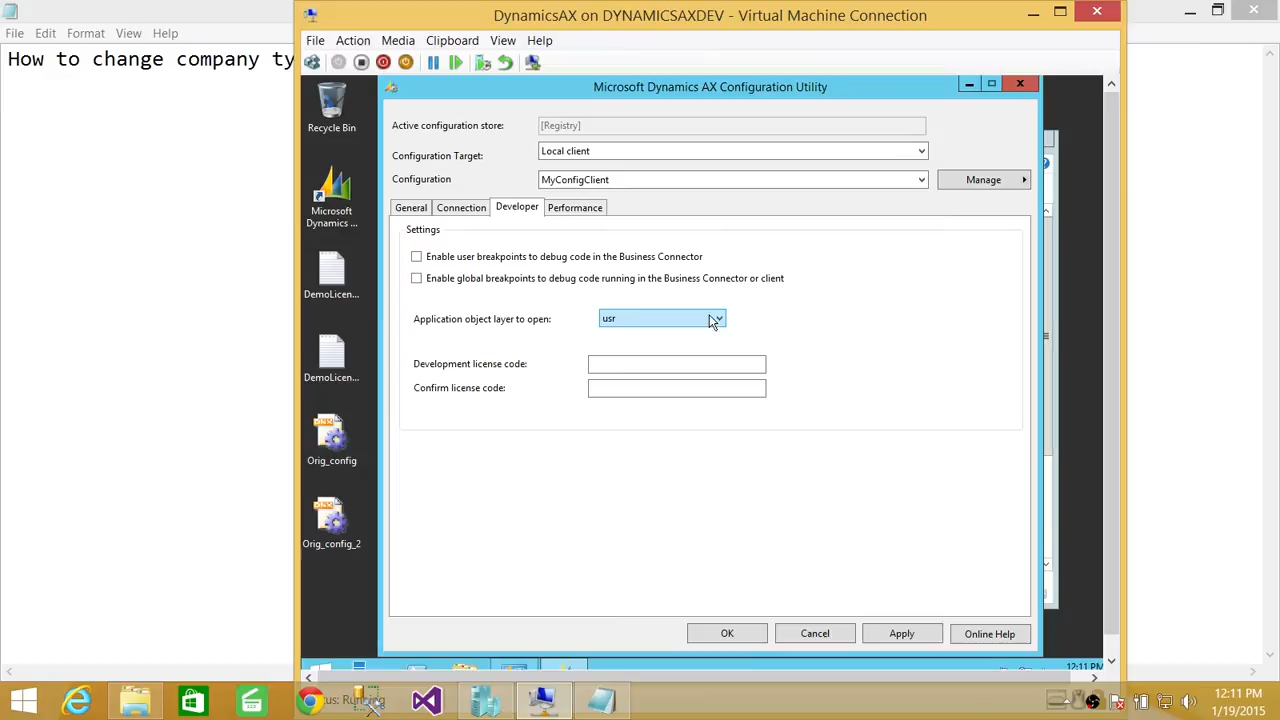 DynamicsAX on DYNAMICSAXDEV - Virtual Machine Connection
File Edit Format View Help
How to change company ty
File Action Media Clipboard View Help
Microsoft Dynamics AX Configuration Utility
Recycle Bin
Microsoft
Dynamics ...
DemoLicen...
DemoLicen...
Orig_config
Orig_config_2
Active configuration store: [Registry]
Configuration Target: Local client
Configuration MyConfigClient Manage
General Connection Developer Performance
Settings
Enable user breakpoints to debug code in the Business Connector
Enable global breakpoints to debug code running in the Business Connector or client
Application object layer to open: usr
Development license code:
Confirm license code:
OK Cancel Apply Online Help
12:11 PM
tus: Running
12:11 PM
1/19/2015